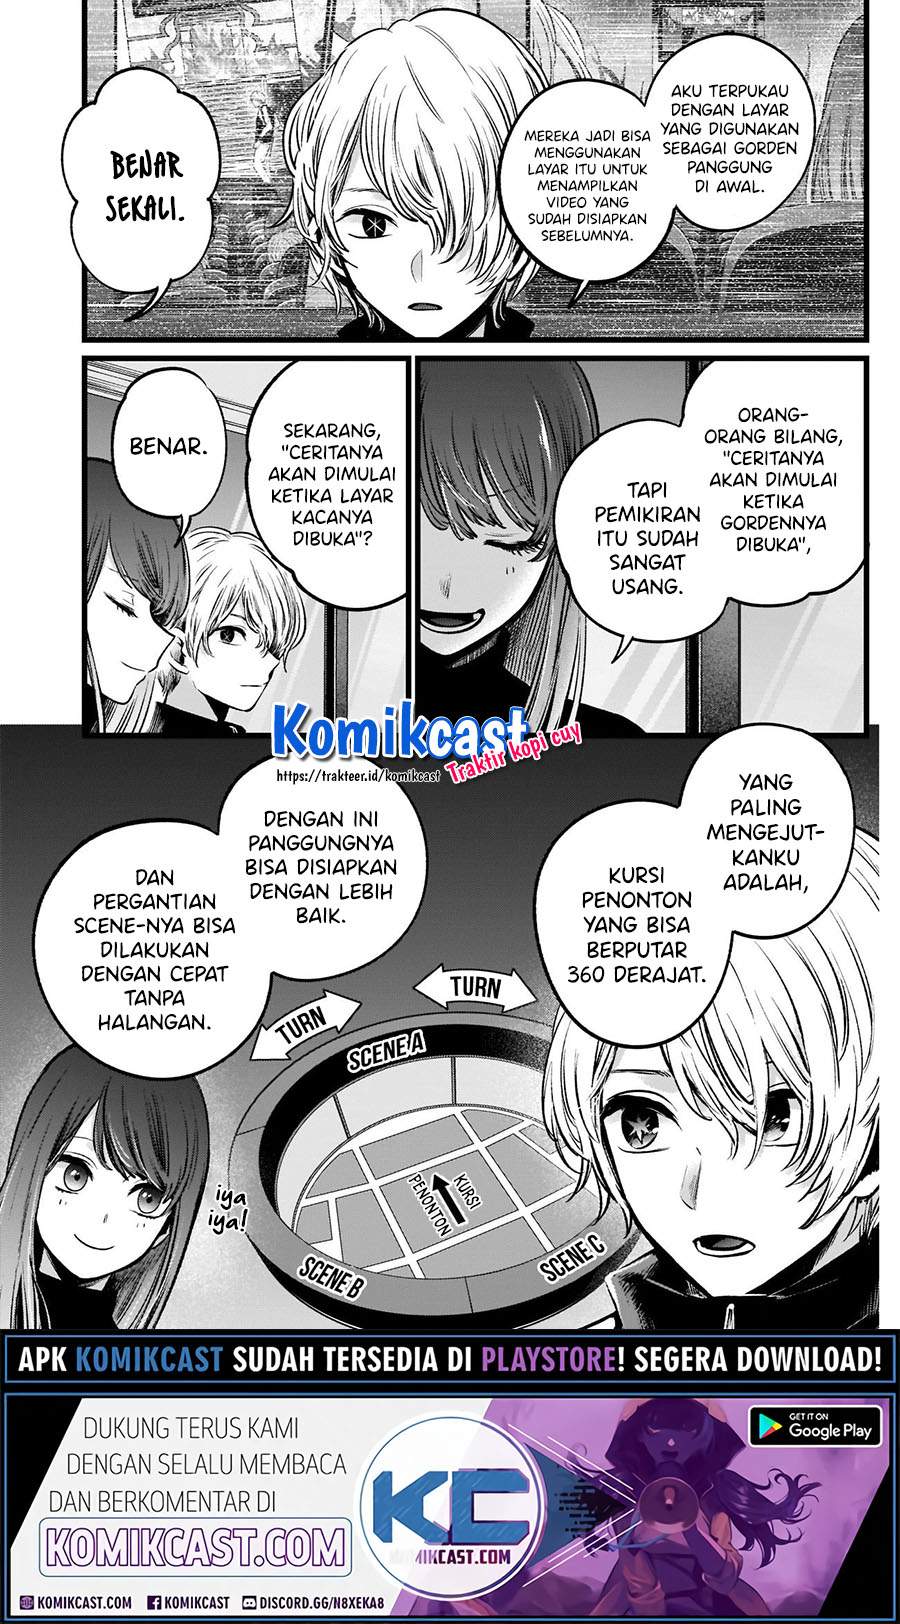 AKU TERPUKAU
DENGAN LAYAR
YANG DIGUNAKAN
SEBAGAI GORDEN
PANGGUNG
DI AWAL.
MEREKA JADI BISA
MENGGUNAKAN
LAYAR ITU UNTUK
MENAMPILKAN
VIDEO YANG
SUDAH DISIAPKAN
SEBELUMNYA.
BENAR
SEKALI.
ORANG-
ORANG BILANG,
"CERITANYA
AKAN DIMULAI
KETIKA
GORDENNYA
DIBUKA",
TAPI
PEMIKIRAN
ITU SUDAH
SANGAT
USANG.
SEKARANG,
"CERITANYA
AKAN DIMULAI
KETIKA LAYAR
KACANYA
DIBUKA"?
BENAR.
Komikcast
Traktir kopi cuy
https://trakteer.id/komikcast
YANG
PALING
MENGEJUT-
KANKU
ADALAH,
KURSI
PENONTON
YANG BISA
BERPUTAR
360 DERAJAT.
DENGAN INI
PANGGUNGNYA
BISA DISIAPKAN
DENGAN LEBIH
BAIK.
DAN
PERGANTIAN
SCENE-NYA BISA
DILAKUKAN
DENGAN CEPAT
TANPA
HALANGAN.
TURN
TURN
SCENE A
KURSI
PENONTON
SCENE B
SCENE C
iya
iya!
APK KOMIKCAST SUDAH TERSEDIA DI PLAYSTORE! SEGERA DOWNLOAD!
DUKUNG TERUS KAMI
DENGAN SELALU MEMBACA
DAN BERKOMENTAR DI
KOMIKCAST.COM
KOMIKCAST.COM
KOMIKCAST
DISCORD.GG/N8XEKA8
KC
KOMIKCAST.COM
GET IT ON
Google Play